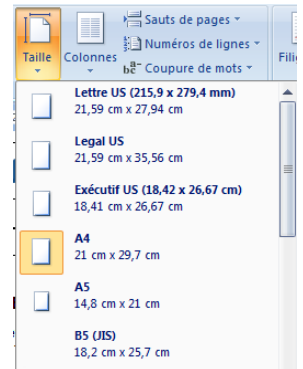 Sauts de pages
Numéros de lignes
Coupure de mots
Taille
Colonnes
Lettre US (215,9 x 279,4 mm)
21,59 cm x 27,94 cm
Legal US
21,59 cm x 35,56 cm
Exécutif US (18,42 x 26,67 cm)
18,41 cm x 26,67 cm
A4
21 cm x 29,7 cm
A5
14,8 cm x 21 cm
B5 (JIS)
18,2 cm x 25,7 cm